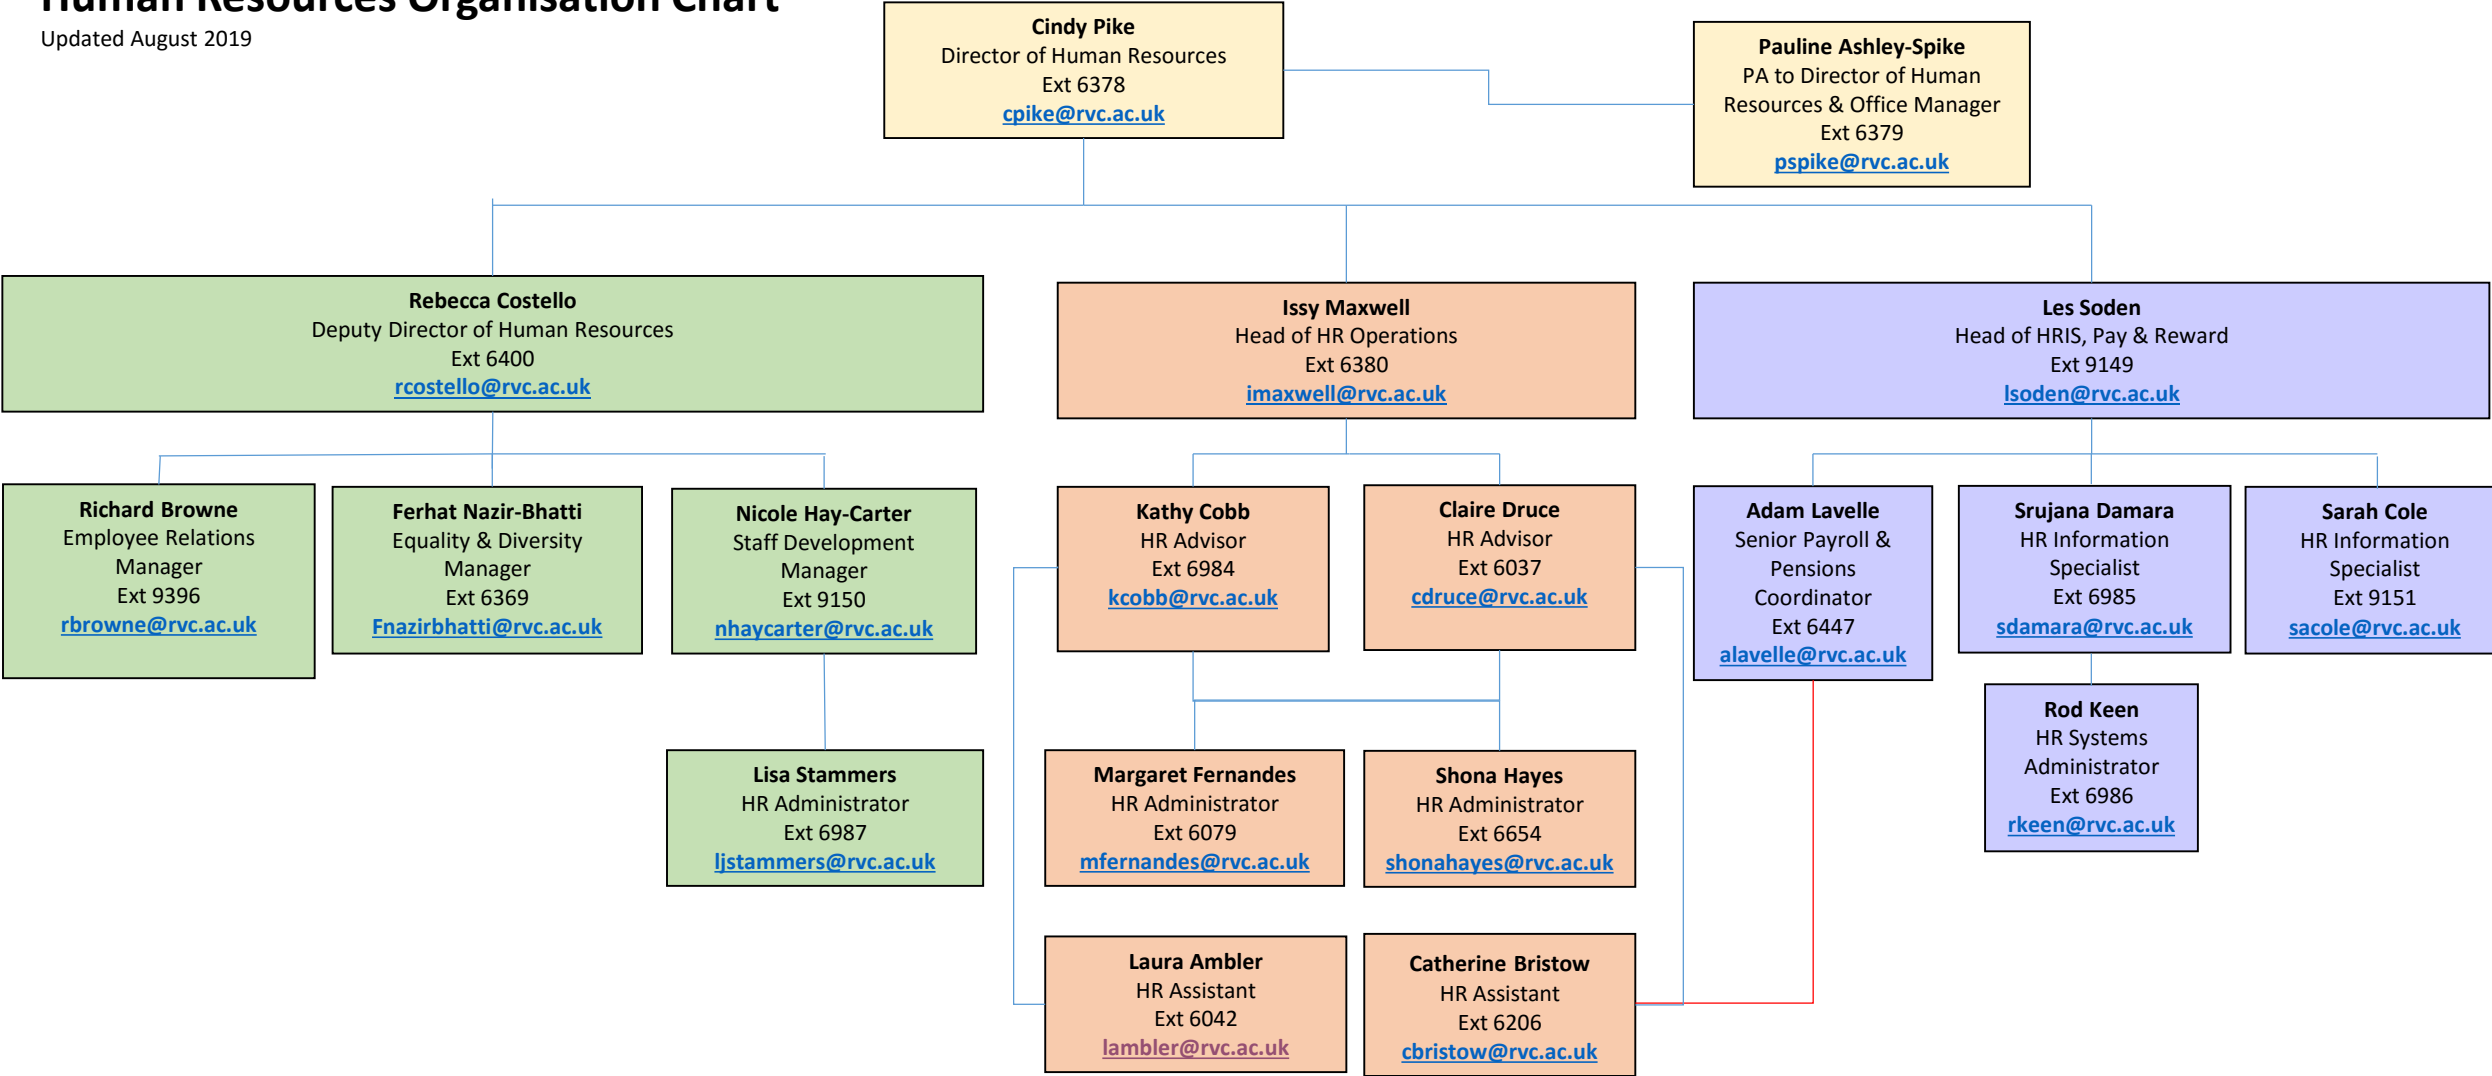 Human Resources Organisation Chart
Updated August 2019
Cindy Pike
Director of Human Resources
Ext 6378
cpike@rvc.ac.uk
Pauline Ashley-Spike
PA to Director of Human
Resources & Office Manager
Ext 6379
pspike@rvc.ac.uk
Rebecca Costello
Deputy Director of Human Resources
Ext 6400
rcostello@rvc.ac.uk
Issy Maxwell
Head of HR Operations
Ext 6380
imaxwell@rvc.ac.uk
Les Soden
Head of HRIS, Pay & Reward
Ext 9149
lsoden@rvc.ac.uk
Richard Browne
Employee Relations
Manager
Ext 9396
rbrowne@rvc.ac.uk
Ferhat Nazir-Bhatti
Equality & Diversity
Manager
Ext 6369
Fnazirbhatti@rvc.ac.uk
Nicole Hay-Carter
Staff Development
Manager
Ext 9150
nhaycarter@rvc.ac.uk
Kathy Cobb
HR Advisor
Ext 6984
kcobb@rvc.ac.uk
Claire Druce
HR Advisor
Ext 6037
cdruce@rvc.ac.uk
Adam Lavelle
Senior Payroll &
Pensions
Coordinator
Ext 6447
alavelle@rvc.ac.uk
Srujana Damara
HR Information
Specialist
Ext 6985
sdamara@rvc.ac.uk
Sarah Cole
HR Information
Specialist
Ext 9151
sacole@rvc.ac.uk
Rod Keen
HR Systems
Administrator
Ext 6986
rkeen@rvc.ac.uk
Lisa Stammers
HR Administrator
Ext 6987
ljstammers@rvc.ac.uk
Margaret Fernandes
HR Administrator
Ext 6079
mfernandes@rvc.ac.uk
Shona Hayes
HR Administrator
Ext 6654
shonahayes@rvc.ac.uk
Laura Ambler
HR Assistant
Ext 6042
lambler@rvc.ac.uk
Catherine Bristow
HR Assistant
Ext 6206
cbristow@rvc.ac.uk